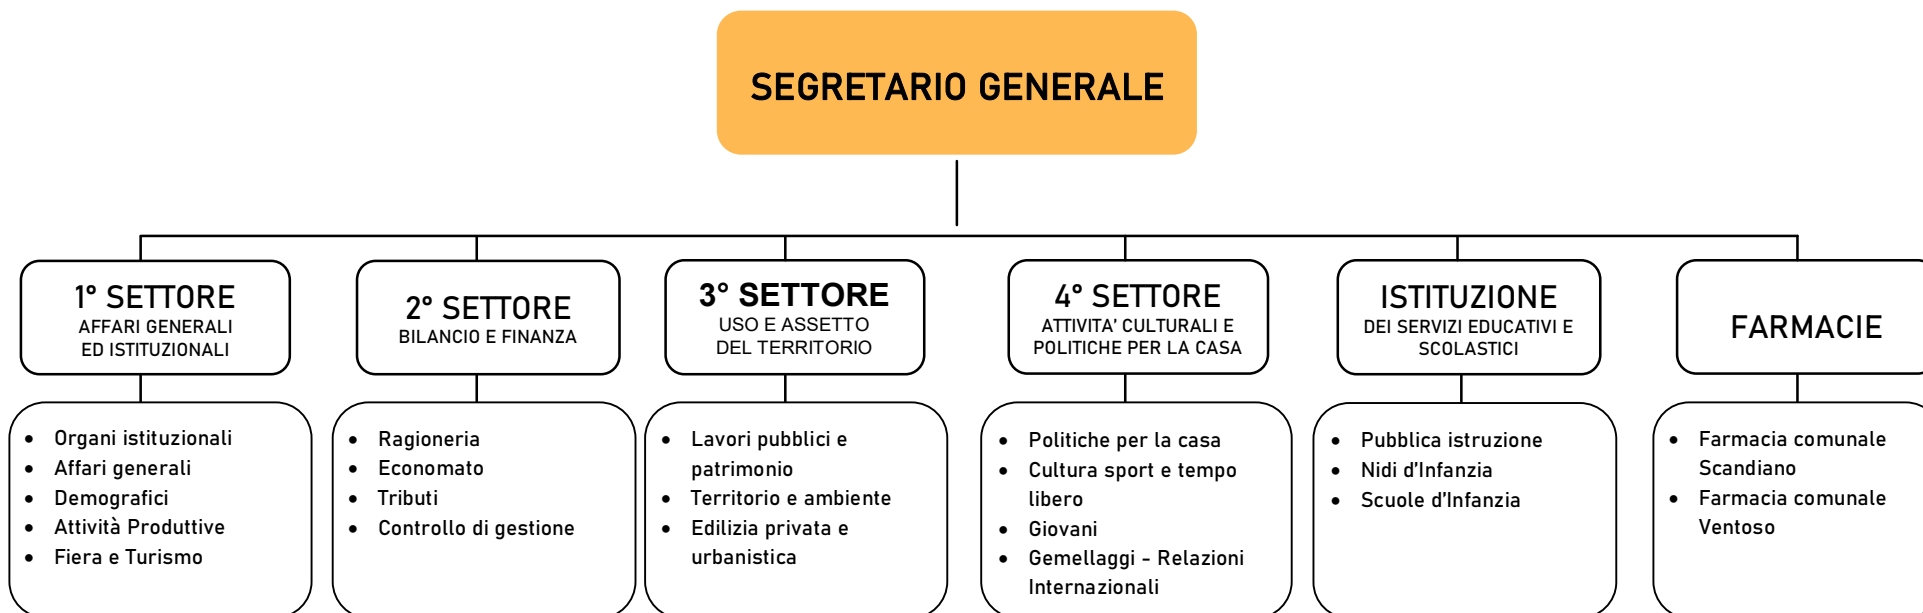 SEGRETARIO GENERALE
1° SETTORE
AFFARI GENERALI
ED ISTITUZIONALI
2° SETTORE
BILANCIO E FINANZA
3° SETTORE
USO E ASSETTO
DEL TERRITORIO
4° SETTORE
ATTIVITA' CULTURALI E
POLITICHE PER LA CASA
ISTITUZIONE
DEI SERVIZI EDUCATIVI E
SCOLASTICI
FARMACIE
• Organi istituzionali
• Affari generali
• Demografici
• Attività Produttive
• Fiera e Turismo
• Ragioneria
• Economato
• Tributi
• Controllo di gestione
• Lavori pubblici e
patrimonio
• Territorio e ambiente
• Edilizia privata e
urbanistica
• Politiche per la casa
• Cultura sport e tempo
libero
• Giovani
• Gemellaggi - Relazioni
Internazionali
• Pubblica istruzione
• Nidi d'Infanzia
• Scuole d'Infanzia
• Farmacia comunale
Scandiano
• Farmacia comunale
Ventoso